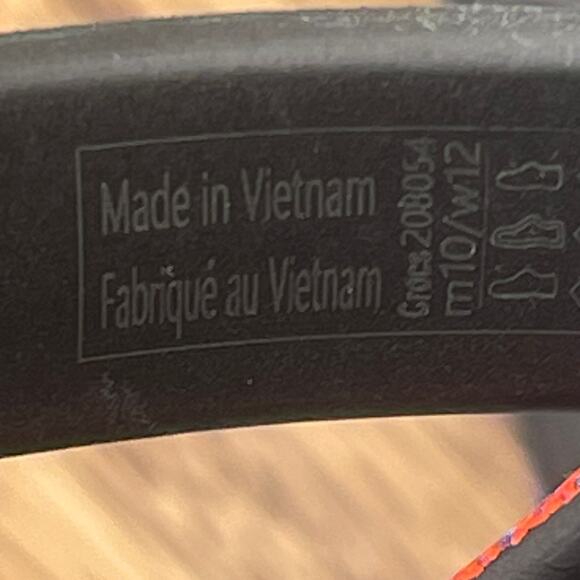 Made in Vietnam
Fabriqué au Vietnam
Crocs 208054
m10/w12